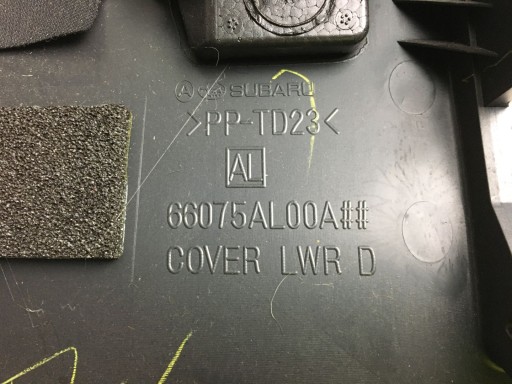 A SUBARU
>PP-TD23<
AL
66075AL00A##
COVER LWR D